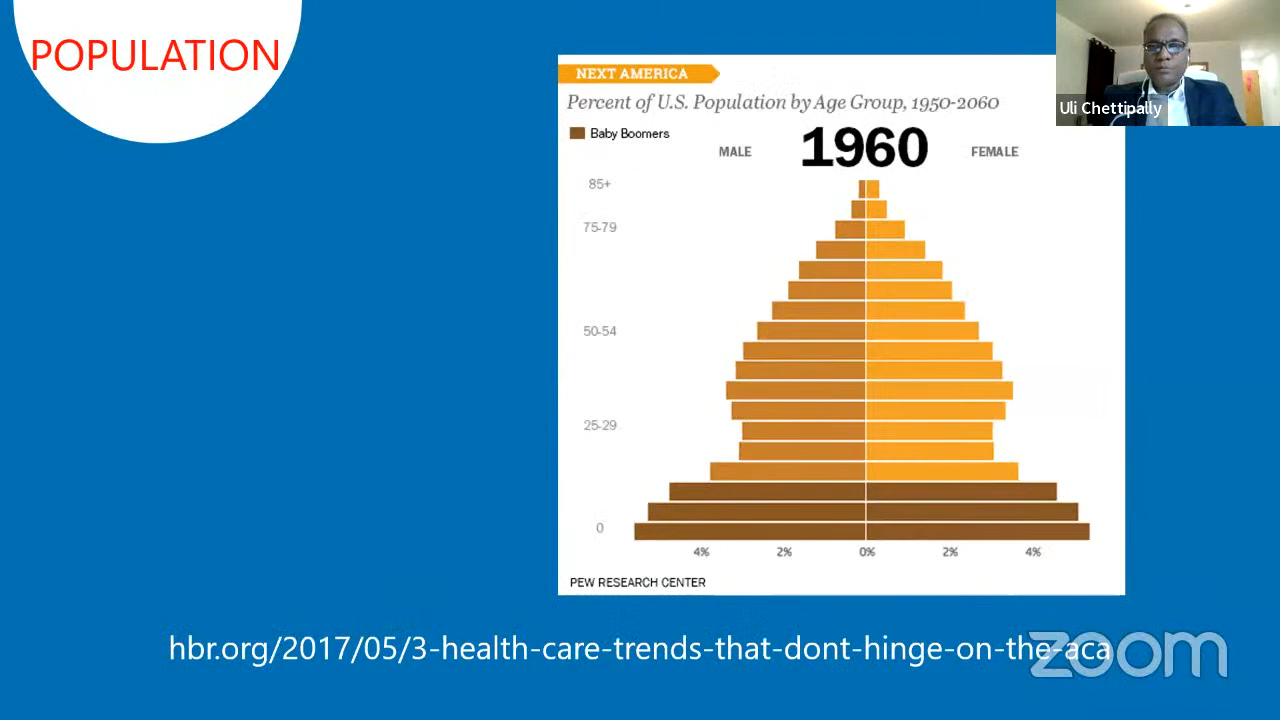 POPULATION
NEXT AMERICA
Percent of U.S. Population by Age Group, 1950-2060
Baby Boomers
MALE
1960
FEMALE
85+
75-79
50-54
25-29
0
4%
2%
0%
2%
4%
PEW RESEARCH CENTER
hbr.org/2017/05/3-health-care-trends-that-dont-hinge-on-the-aca
zoom
Uli Chettipally